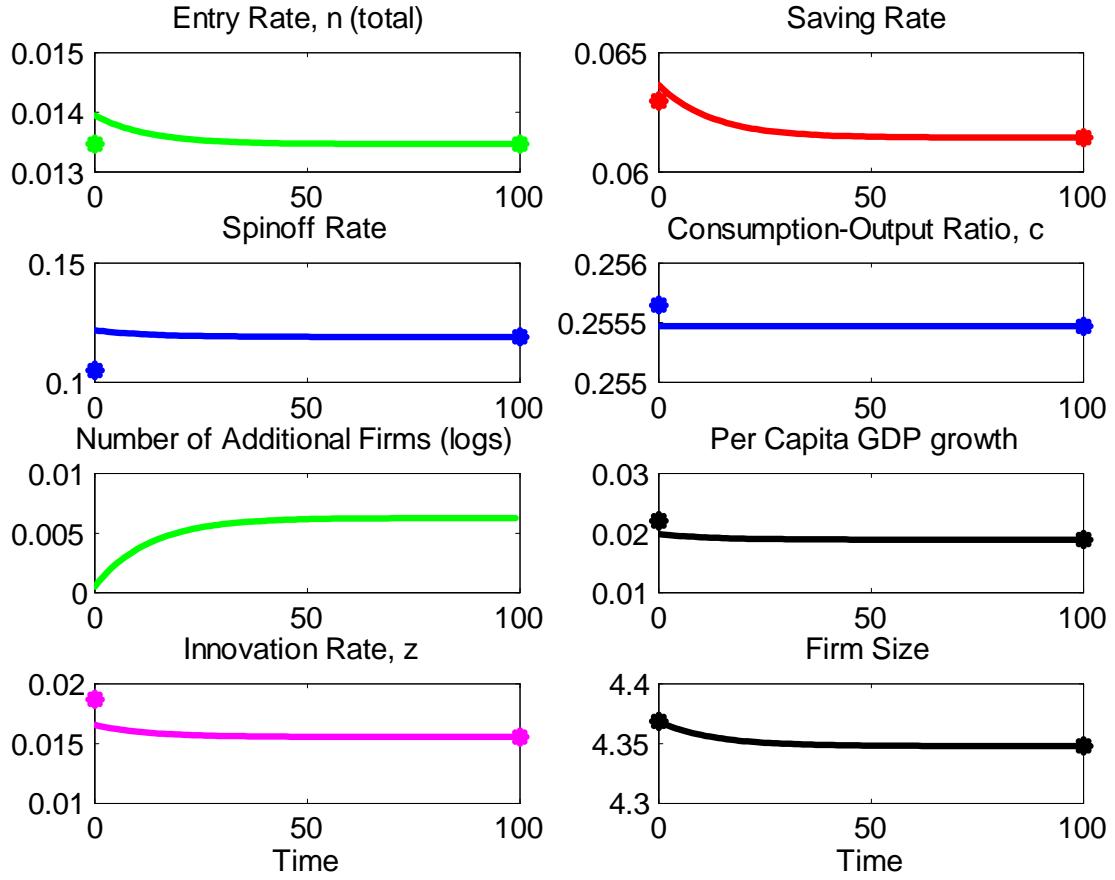 Entry Rate, n (total)
0.015
0.014
0.013
0 50 100
Saving Rate
0.065
0.06
0 50 100
Spinoff Rate
0.15
0.1
0 50 100
Consumption-Output Ratio, c
0.256
0.2555
0.255
0 50 100
Number of Additional Firms (logs)
0.01
0.005
0
0 50 100
Per Capita GDP growth
0.03
0.02
0.01
0 50 100
Innovation Rate, z
0.02
0.015
0.01
0 50 100
Time
Firm Size
4.4
4.35
4.3
0 50 100
Time